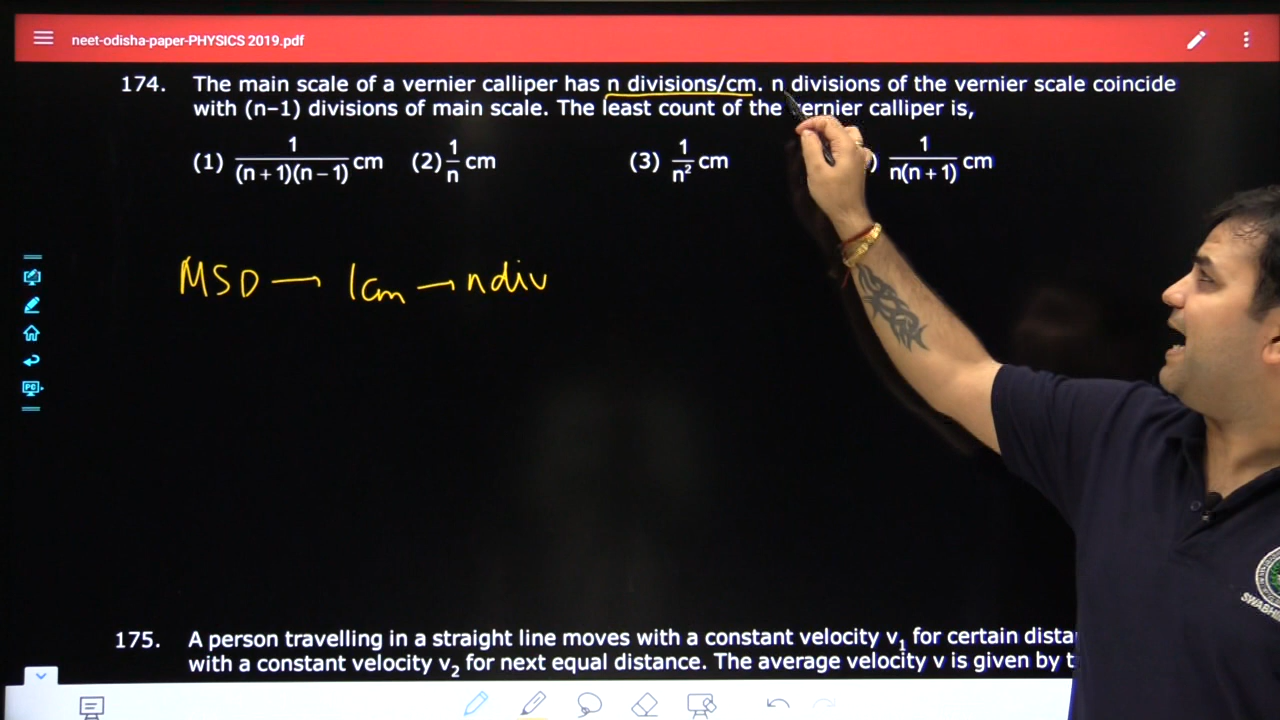 neet-odisha-paper-PHYSICS 2019.pdf
174. The main scale of a vernier calliper has n divisions/cm. n divisions of the vernier scale coincide
with (n−1) divisions of main scale. The least count of the vernier calliper is,
(1) 1/((n + 1)(n − 1)) cm (2) 1/n cm (3) 1/n² cm ) 1/(n(n + 1)) cm
MSD → 1cm → n div
175. A person travelling in a straight line moves with a constant velocity v₁ for certain
with a constant velocity v₂ for next equal distance. The average velocity v is given by
PC